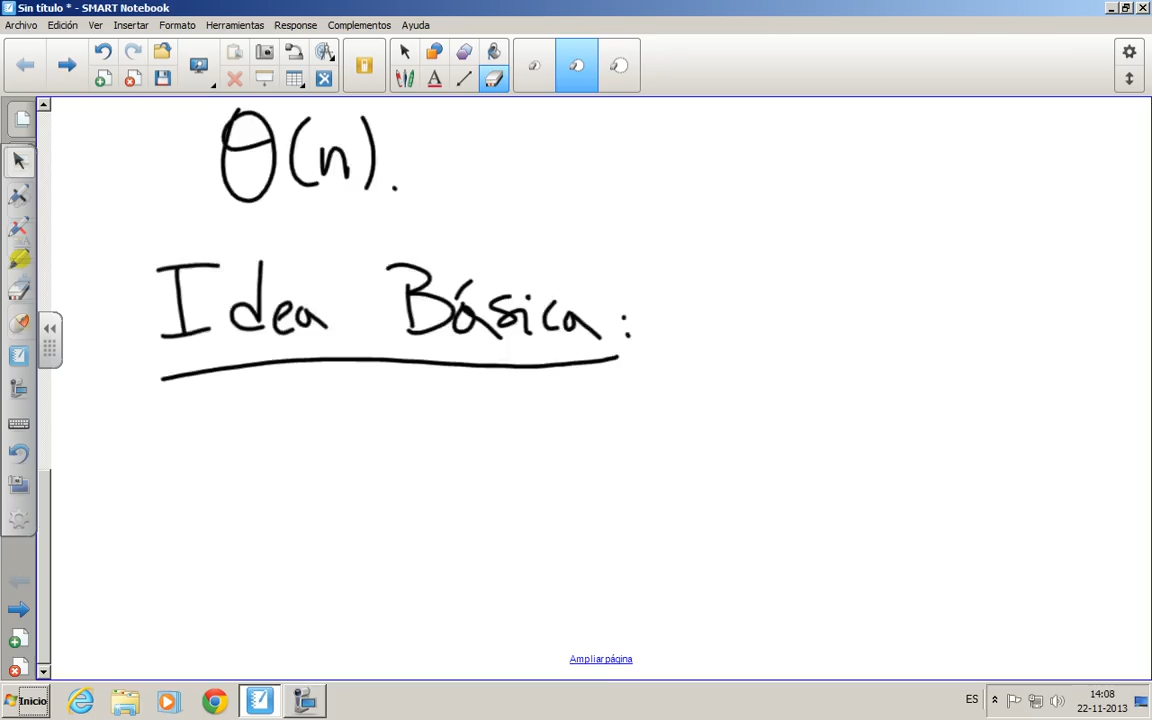 Sin título * - SMART Notebook
Archivo Edición Ver Insertar Formato Herramientas Response Complementos Ayuda
θ(n).
Idea Básica:
Ampliar página
Inicio
ES
14:08
22-11-2013